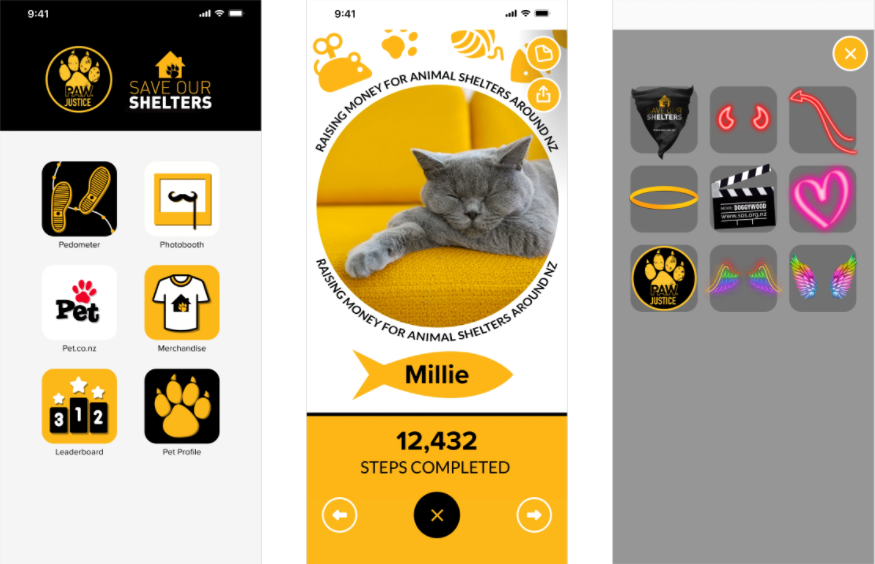 9:41
PAW
JUSTICE
SAVE OUR
SHELTERS
Pedometer
Photobooth
Pet
Pet.co.nz
Merchandise
3 1 2
Leaderboard
Pet Profile
9:41
RAISING MONEY FOR ANIMAL SHELTERS AROUND NZ
RAISING MONEY FOR ANIMAL SHELTERS AROUND NZ
Millie
12,432
STEPS COMPLETED
SAVE OUR
SHELTERS
MOVIE: DOGGYWOOD
www.sos.org.nz
PAW
JUSTICE